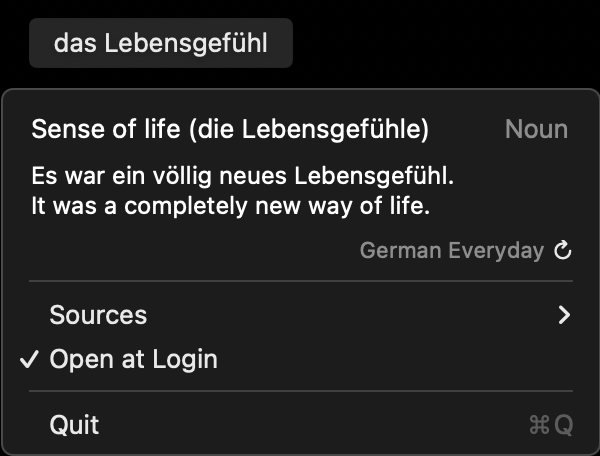 das Lebensgefühl
Sense of life (die Lebensgefühle) Noun
Es war ein völlig neues Lebensgefühl.
It was a completely new way of life.
German Everyday
Sources
Open at Login
Quit ⌘Q